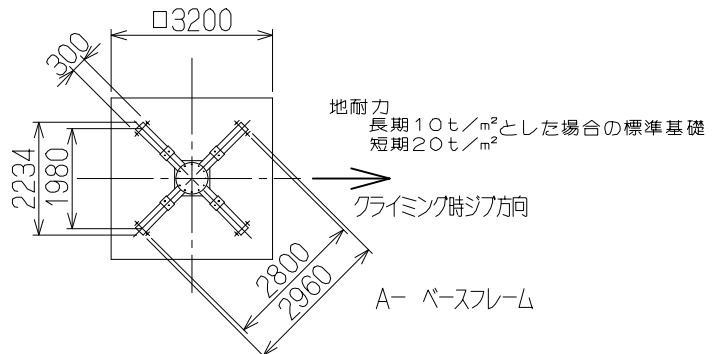 □3200
300
地耐力
長期10t/㎡とした場合の標準基礎
短期20t/㎡
2234
1980
クライミング時ジブ方向
2800
2960
A- ベースフレーム